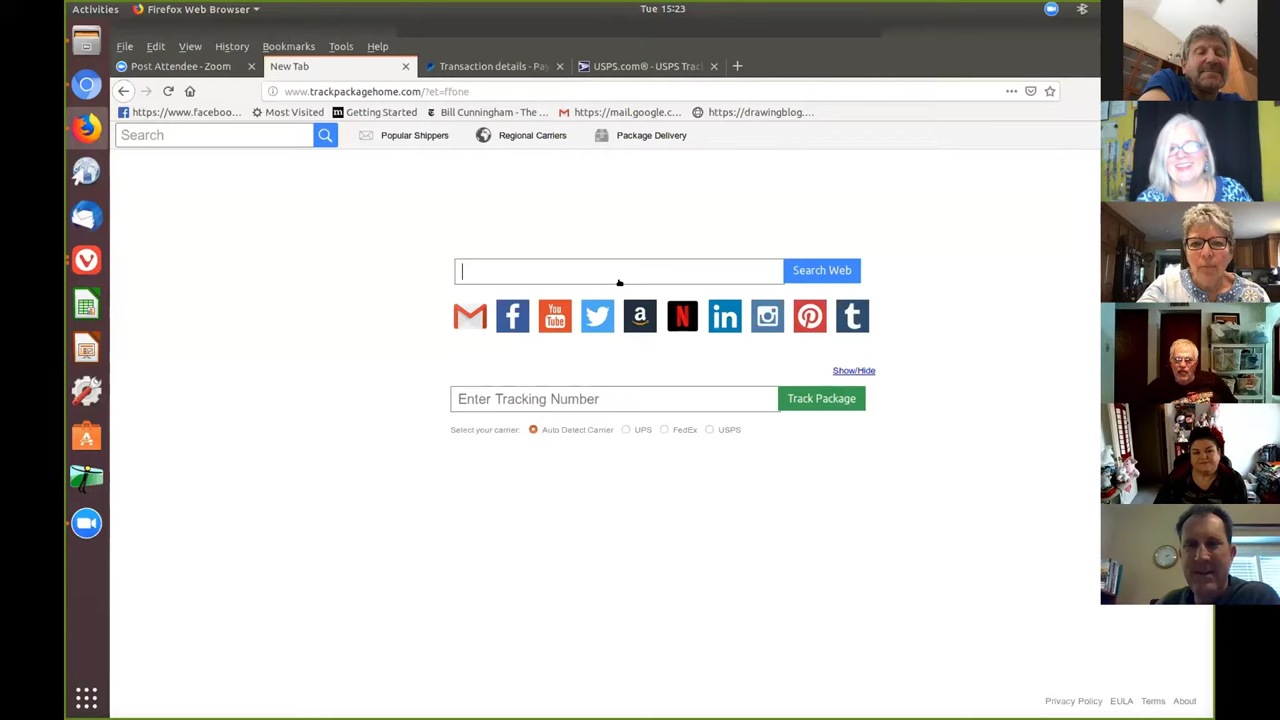 Activities Firefox Web Browser Tue 15:23
File Edit View History Bookmarks Tools Help
Post Attendee - Zoom New Tab Transaction details - Pay USPS.com® - USPS Trac
www.trackpackagehome.com/?et=ffone
https://www.faceboo... Most Visited Getting Started Bill Cunningham - The ... https://mail.google.c... https://drawingblog....
Search Popular Shippers Regional Carriers Package Delivery
Search Web
You Tube
Show/Hide
Enter Tracking Number Track Package
Select your carrier: Auto Detect Carrier UPS FedEx USPS
Privacy Policy EULA Terms About